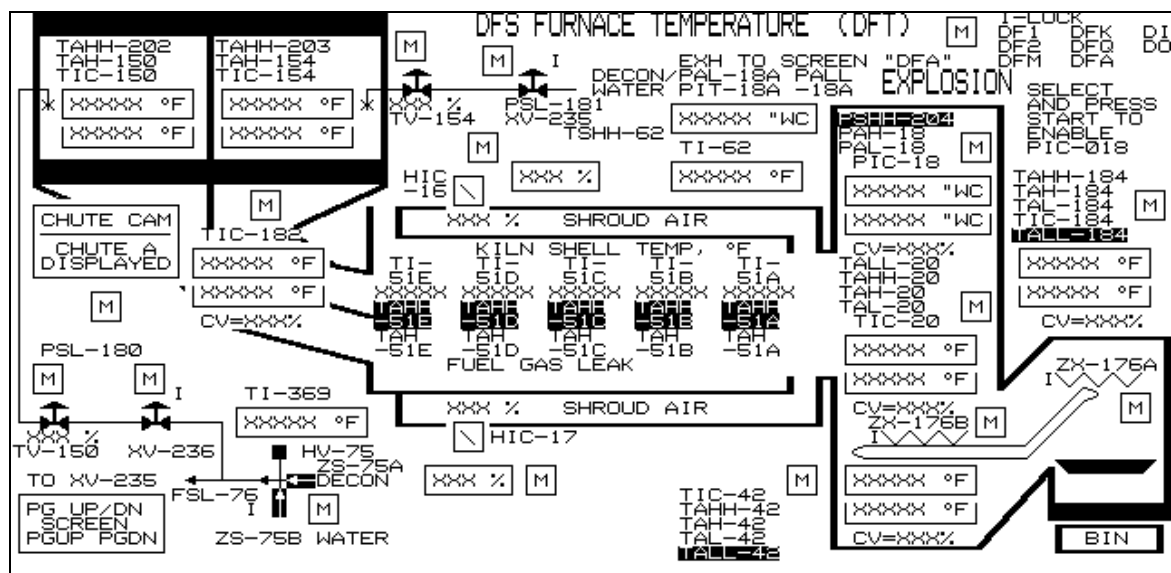 DFS FURNACE TEMPERATURE (DFT)
M
I-LOCK
DF1 DFK DI
DF2 DFQ DO
DFM DFA
TAHH-202
TAH-150
TIC-150
XXXXX °F
XXXXX °F
TAHH-203
TAH-154
TIC-154
XXXXX °F
XXXXX °F
M
M
I
XXX %
TV-154
PSL-181
XV-235
DECON/
WATER
EXH TO SCREEN "DFA"
PAL-18A PALL
PIT-18A -18A
EXPLOSION
TSHH-62
XXXXX "WC
TI-62
XXXXX °F
PSHH-204
PAH-18
PAL-18
PIC-18
M
XXXXX "WC
XXXXX "WC
CV=XXX%
SELECT
AND PRESS
START TO
ENABLE
PIC-018
TAHH-184
TAH-184
TAL-184
TIC-184
TALL-184
M
XXXXX °F
XXXXX °F
CV=XXX%
M
XXX %
HIC
-16
XXX % SHROUD AIR
CHUTE CAM
CHUTE A
DISPLAYED
M
M
TIC-182
XXXXX °F
XXXXX °F
CV=XXX%
KILN SHELL TEMP, °F
TI- TI- TI- TI- TI-
51E 51D 51C 51B 51A
XXXXX XXXXX XXXXX XXXXX XXXXX
TAHH TAHH TAHH TAHH TAHH
-51D -51A
TAH TAH TAH TAH TAH
-51E -51D -51C -51B -51A
FUEL GAS LEAK
XXX % SHROUD AIR
HIC-17
XXX %
M
TALL-20
TAHH-20
TAH-20
TAL-20
TIC-20
M
XXXXX °F
XXXXX °F
CV=XXX%
ZX-176B
I
M
ZX-176A
I
M
PSL-180
M
M
I
XXX %
TV-150
XV-236
TI-369
XXXXX °F
HV-75
ZS-75A
DECON
TO XV-235
FSL-76
I
M
ZS-75B WATER
PG UP/DN
SCREEN
PGUP PGDN
TIC-42
TAHH-42
TAH-42
TAL-42
TALL-42
M
XXXXX °F
XXXXX °F
CV=XXX%
BIN